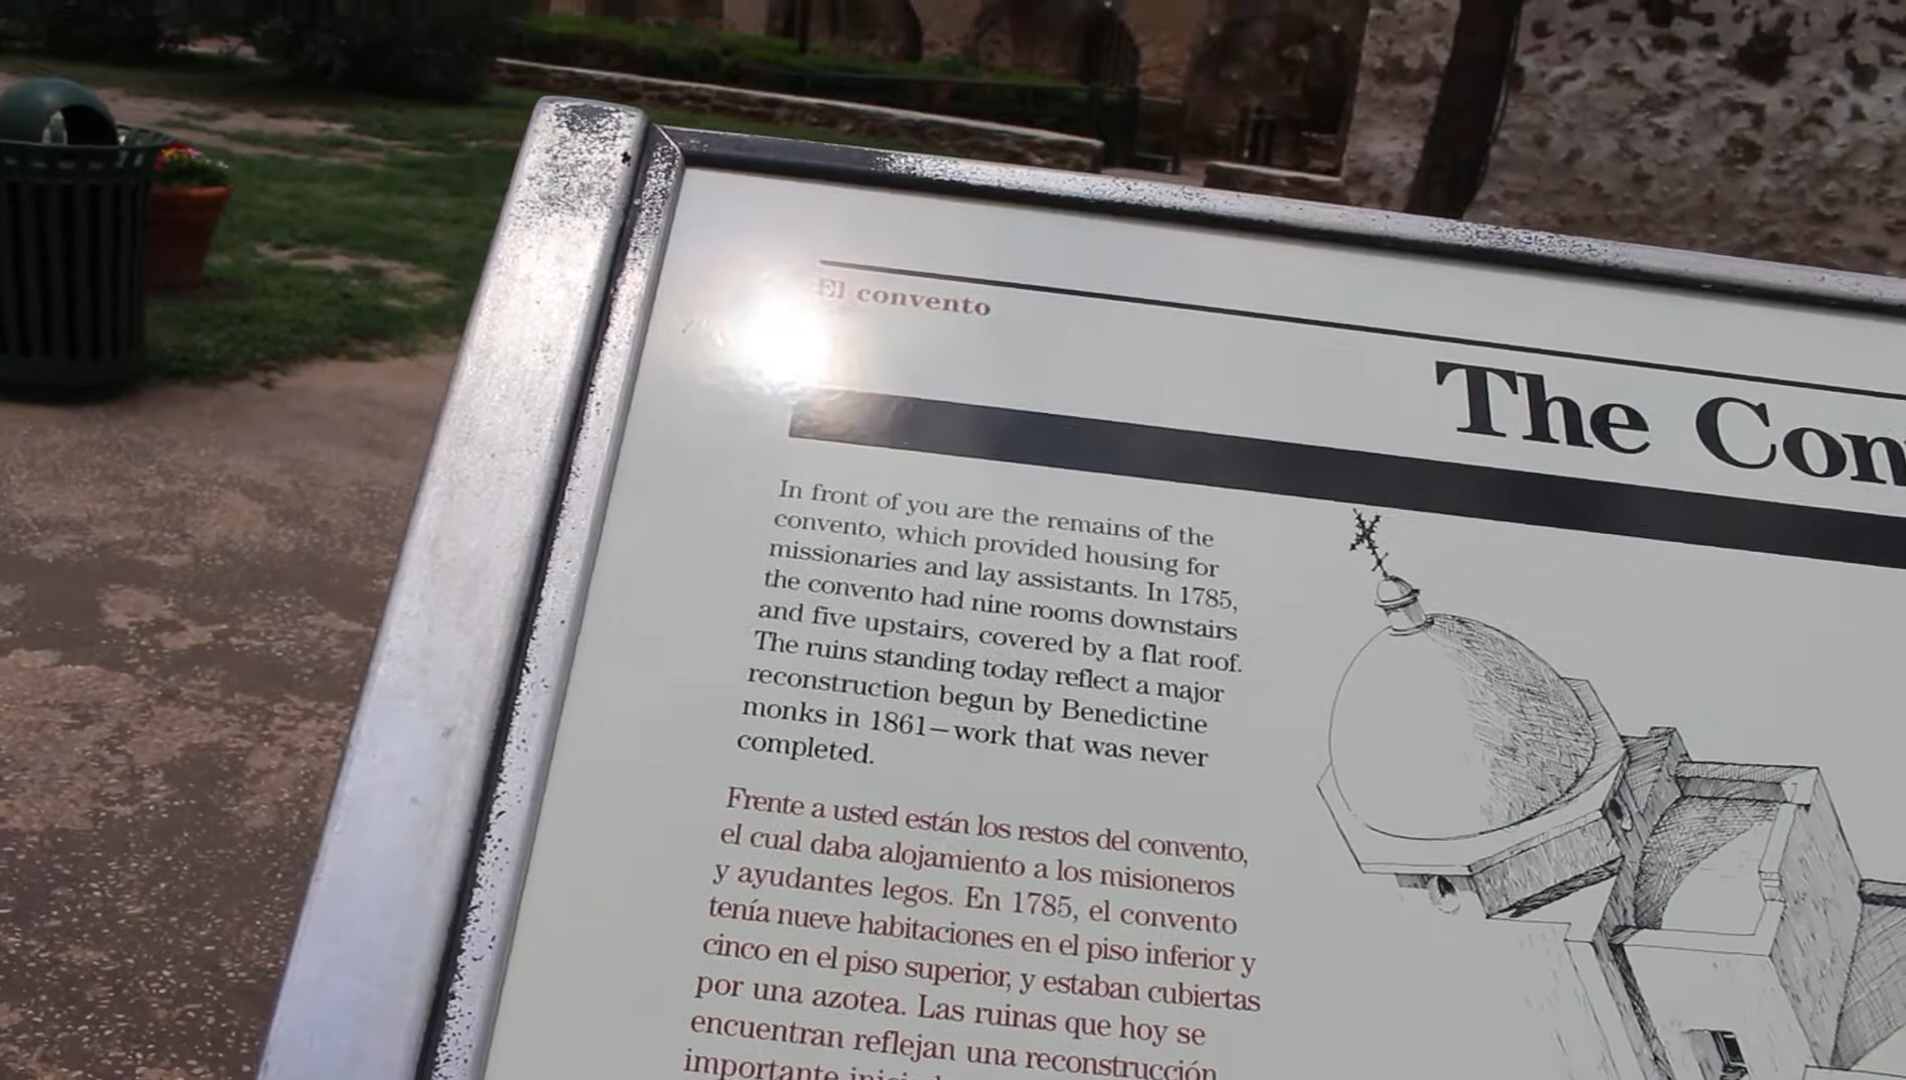 El convento
The Con
In front of you are the remains of the
convento, which provided housing for
missionaries and lay assistants. In 1785,
the convento had nine rooms downstairs
and five upstairs, covered by a flat roof.
The ruins standing today reflect a major
reconstruction begun by Benedictine
monks in 1861—work that was never
completed.
Frente a usted están los restos del convento,
el cual daba alojamiento a los misioneros
y ayudantes legos. En 1785, el convento
tenía nueve habitaciones en el piso inferior y
cinco en el piso superior, y estaban cubiertas
por una azotea. Las ruinas que hoy se
encuentran reflejan una reconstrucción
importante